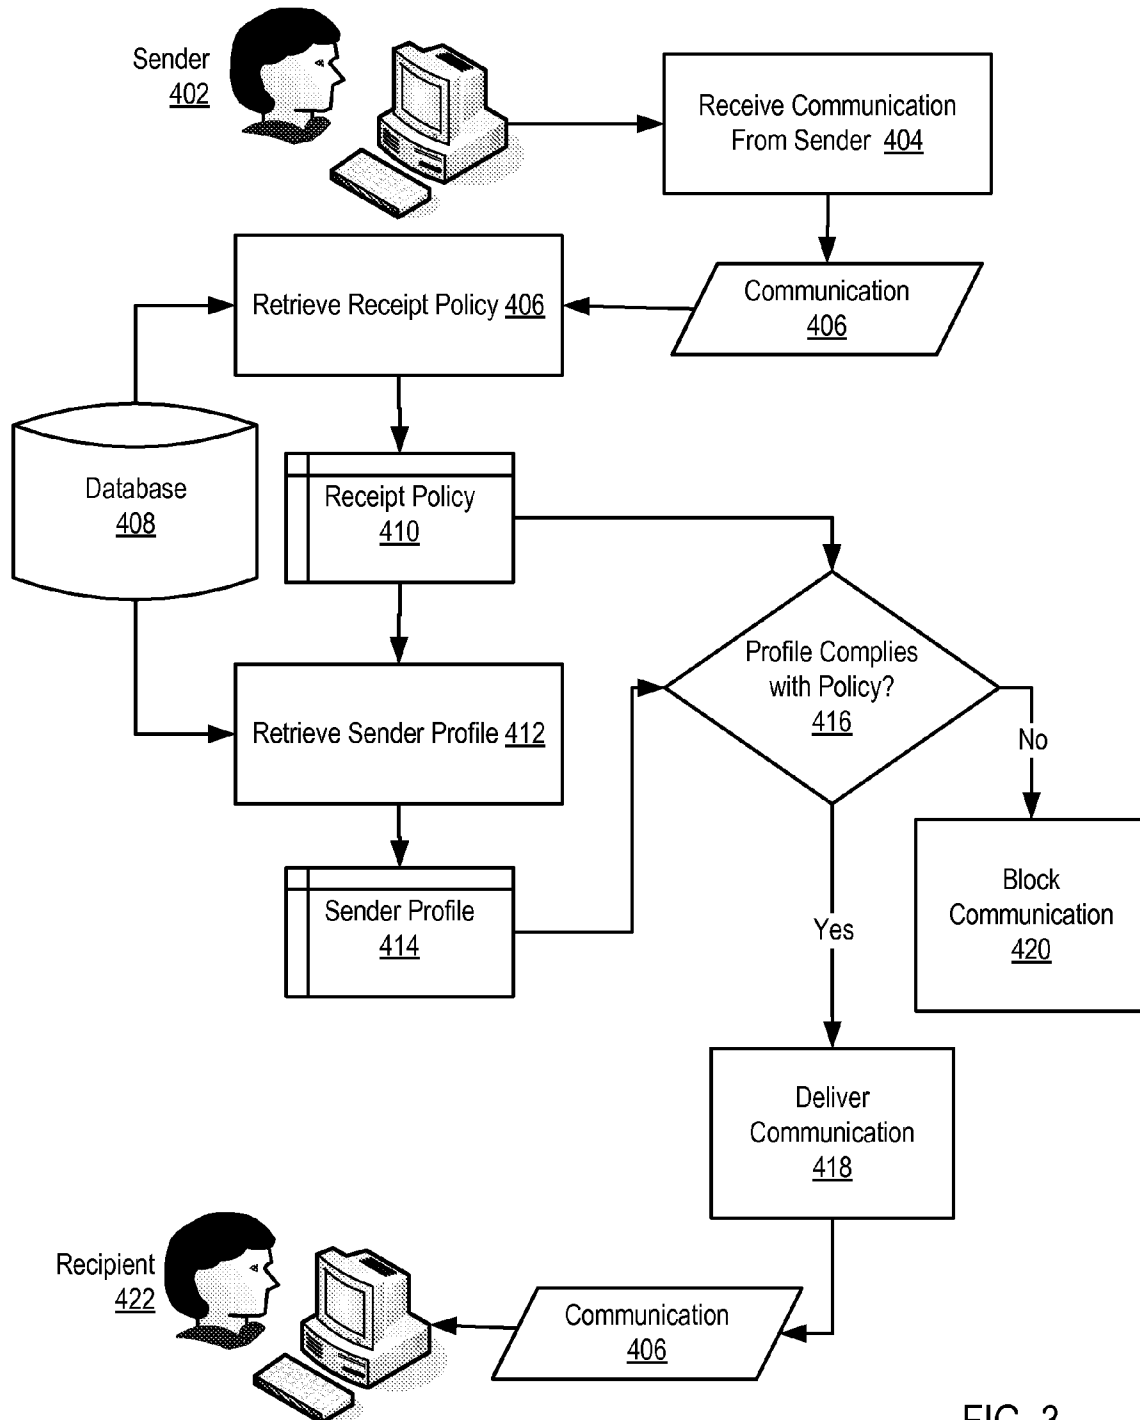 Sender
402
Receive Communication
From Sender 404
Retrieve Receipt Policy 406
Communication
406
Database
408
Receipt Policy
410
Profile Complies
with Policy?
416
Retrieve Sender Profile 412
No
Sender Profile
414
Block
Communication
420
Yes
Deliver
Communication
418
Recipient
422
Communication
406